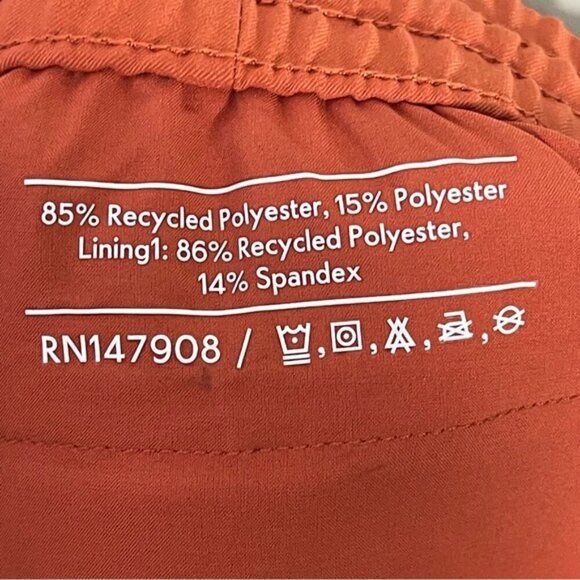 85% Recycled Polyester, 15% Polyester
Lining1: 86% Recycled Polyester,
14% Spandex
RN147908 / , , , ,